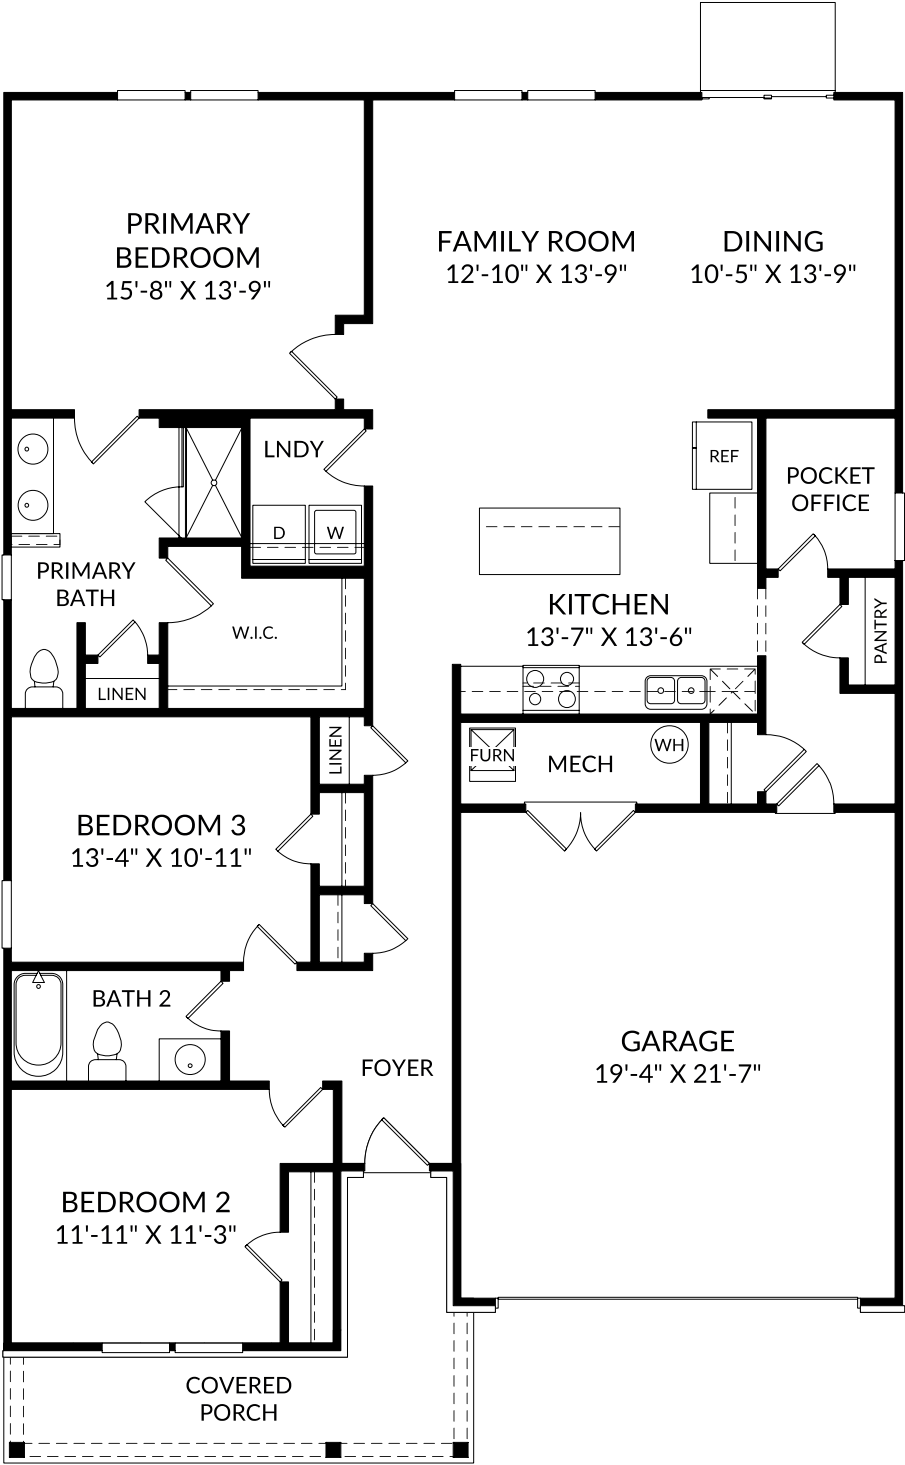 PRIMARY
BEDROOM
15'-8" X 13'-9"
FAMILY ROOM
12'-10" X 13'-9"
DINING
10'-5" X 13'-9"
LNDY
D
W
REF
POCKET
OFFICE
PRIMARY
BATH
W.I.C.
LINEN
KITCHEN
13'-7" X 13'-6"
PANTRY
LINEN
FURN
MECH
WH
BEDROOM 3
13'-4" X 10'-11"
BATH 2
FOYER
GARAGE
19'-4" X 21'-7"
BEDROOM 2
11'-11" X 11'-3"
COVERED
PORCH